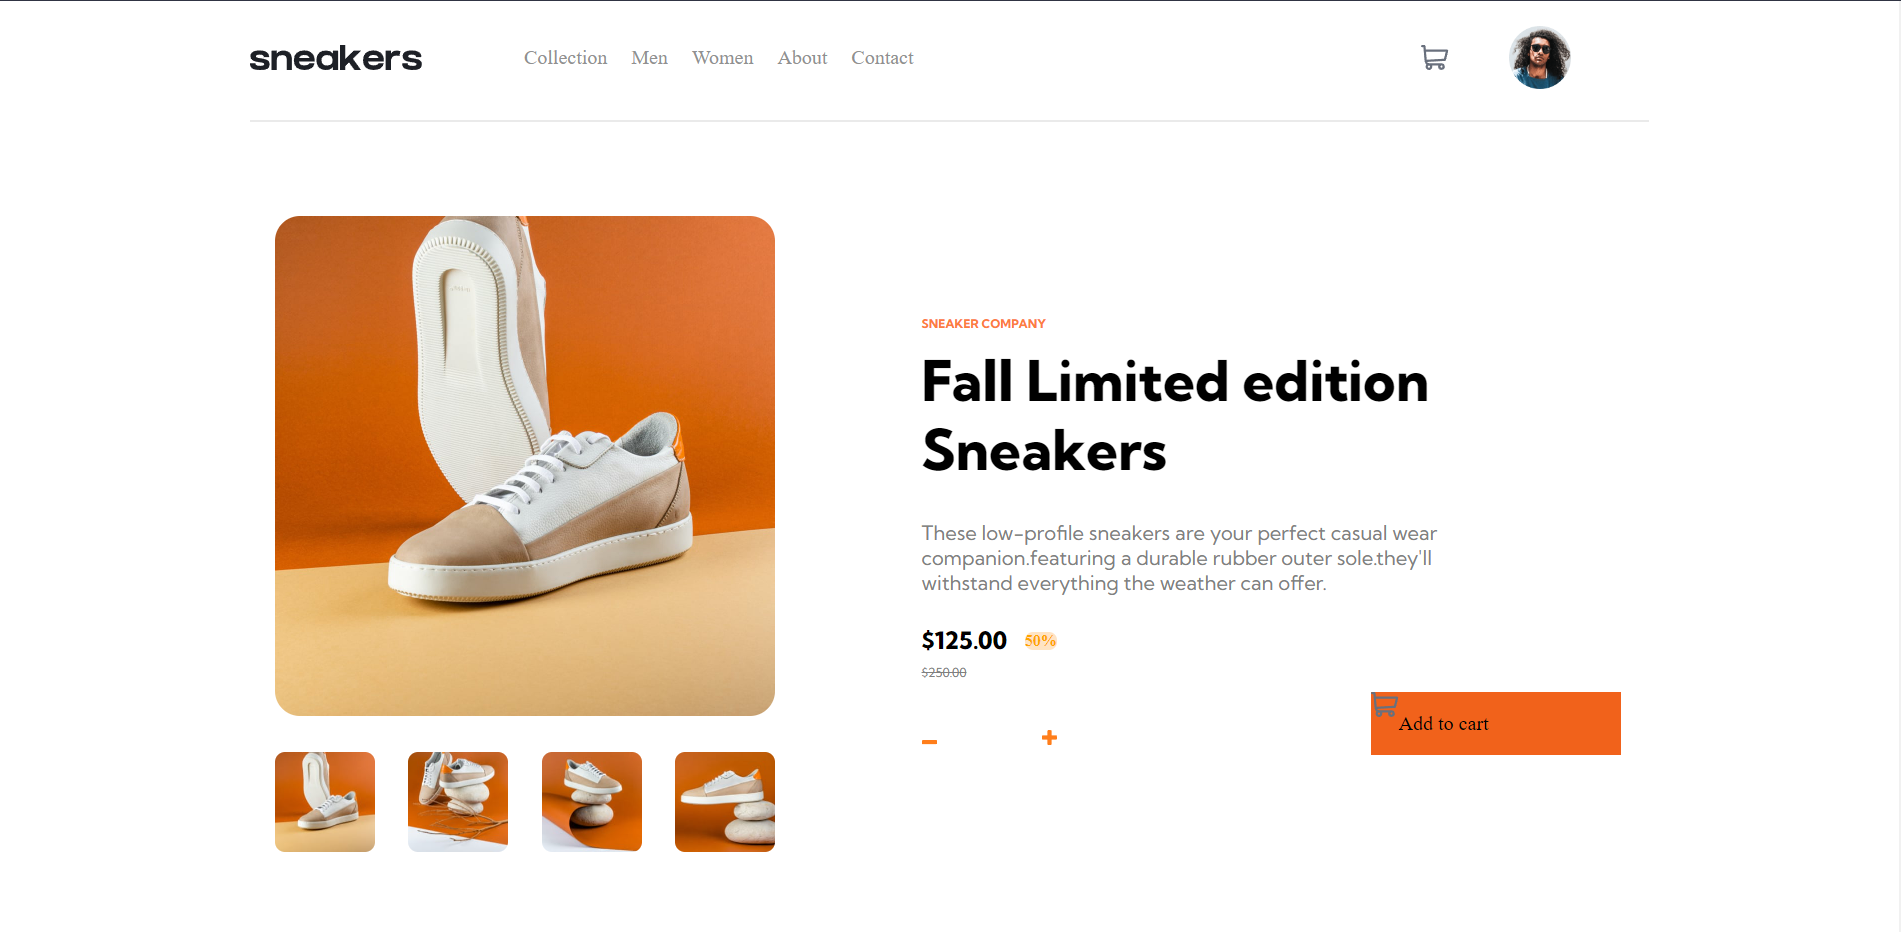 sneakers
Collection Men Women About Contact
SNEAKER COMPANY
Fall Limited edition
Sneakers
These low-profile sneakers are your perfect casual wear
companion.featuring a durable rubber outer sole.they'll
withstand everything the weather can offer.
$125.00 50%
$250.00
Add to cart